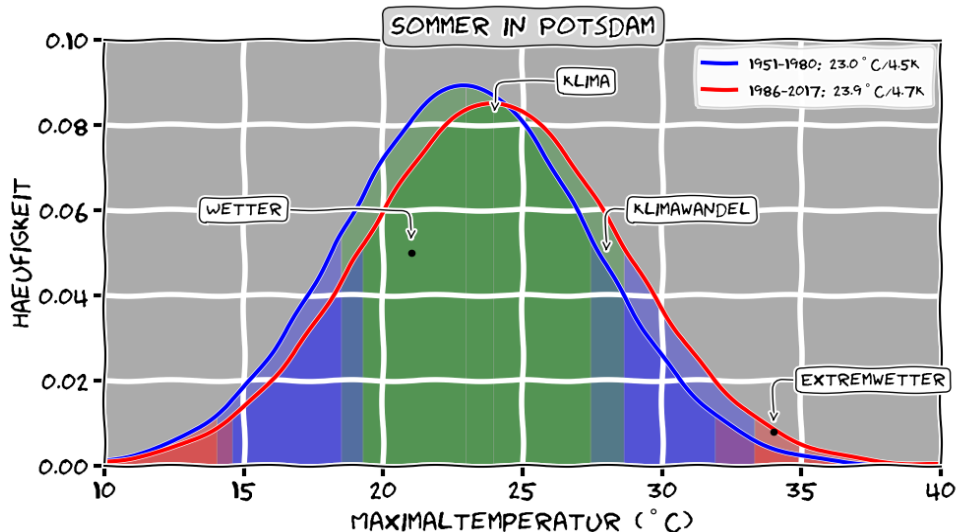 SOMMER IN POTSDAM
0.10
0.08
0.06
0.04
0.02
0.00
HAEUFIGKEIT
1951-1980: 23.0°C/4.5K
1986-2017: 23.9°C/4.7K
KLIMA
WETTER
KLIMAWANDEL
EXTREMWETTER
10 15 20 25 30 35 40
MAXIMALTEMPERATUR (°C)